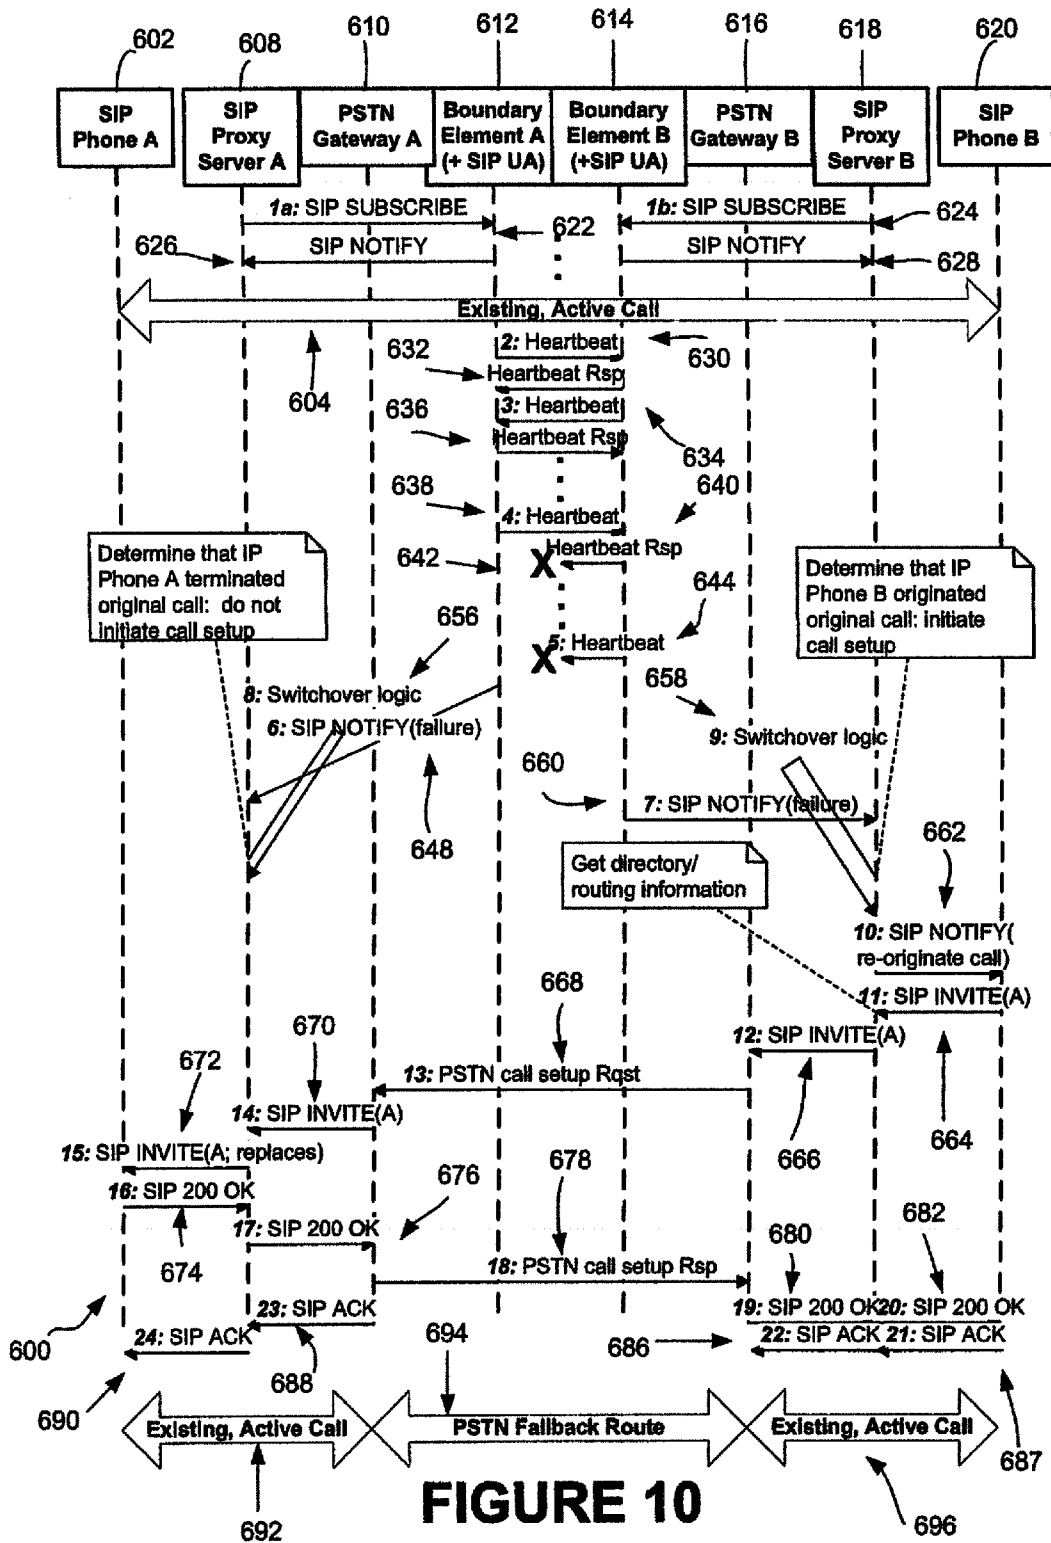 602
608
610
612
614
616
618
620
SIP
Phone A
SIP
Proxy
Server A
PSTN
Gateway A
Boundary
Element A
(+ SIP UA)
Boundary
Element B
(+SIP UA)
PSTN
Gateway B
SIP
Proxy
Server B
SIP
Phone B
1a: SIP SUBSCRIBE
1b: SIP SUBSCRIBE
624
622
626
SIP NOTIFY
SIP NOTIFY
628
Existing, Active Call
604
2: Heartbeat
630
632
Heartbeat Rsp
3: Heartbeat
636
Heartbeat Rsp
634
638
640
4: Heartbeat
Heartbeat Rsp
X
642
Determine that IP
Phone A terminated
original call: do not
initiate call setup
Determine that IP
Phone B originated
original call: initiate
call setup
644
656
5: Heartbeat
X
658
8: Switchover logic
6: SIP NOTIFY(failure)
9: Switchover logic
660
7: SIP NOTIFY(failure)
648
662
Get directory/
routing information
10: SIP NOTIFY(
re-originate call)
668
11: SIP INVITE(A)
670
12: SIP INVITE(A)
672
13: PSTN call setup Rqst
14: SIP INVITE(A)
664
666
15: SIP INVITE(A; replaces)
678
676
16: SIP 200 OK
682
680
17: SIP 200 OK
674
18: PSTN call setup Rsp
23: SIP ACK
19: SIP 200 OK
20: SIP 200 OK
600
24: SIP ACK
694
686
22: SIP ACK
21: SIP ACK
688
690
Existing, Active Call
PSTN Fallback Route
Existing, Active Call
687
FIGURE 10
692
696